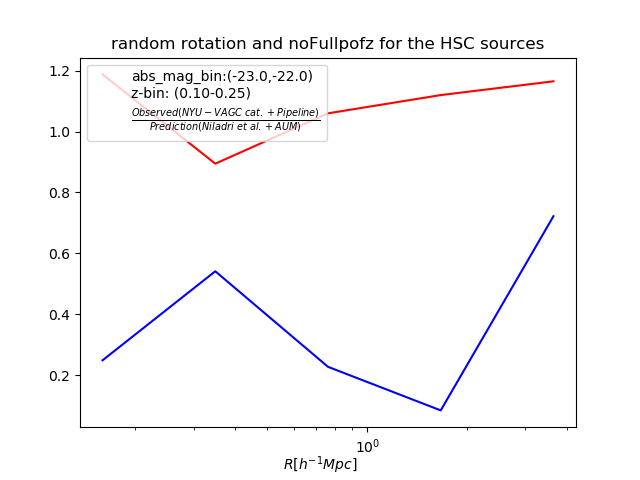 random rotation and noFullpofz for the HSC sources
abs_mag_bin:(-23.0,-22.0)
z-bin: (0.10-0.25)
Observed(NYU − VAGC cat. + Pipeline)
Prediction(Niladri et al. + AUM)
1.2
1.0
0.8
0.6
0.4
0.2
10^0
R[h^{-1}Mpc]